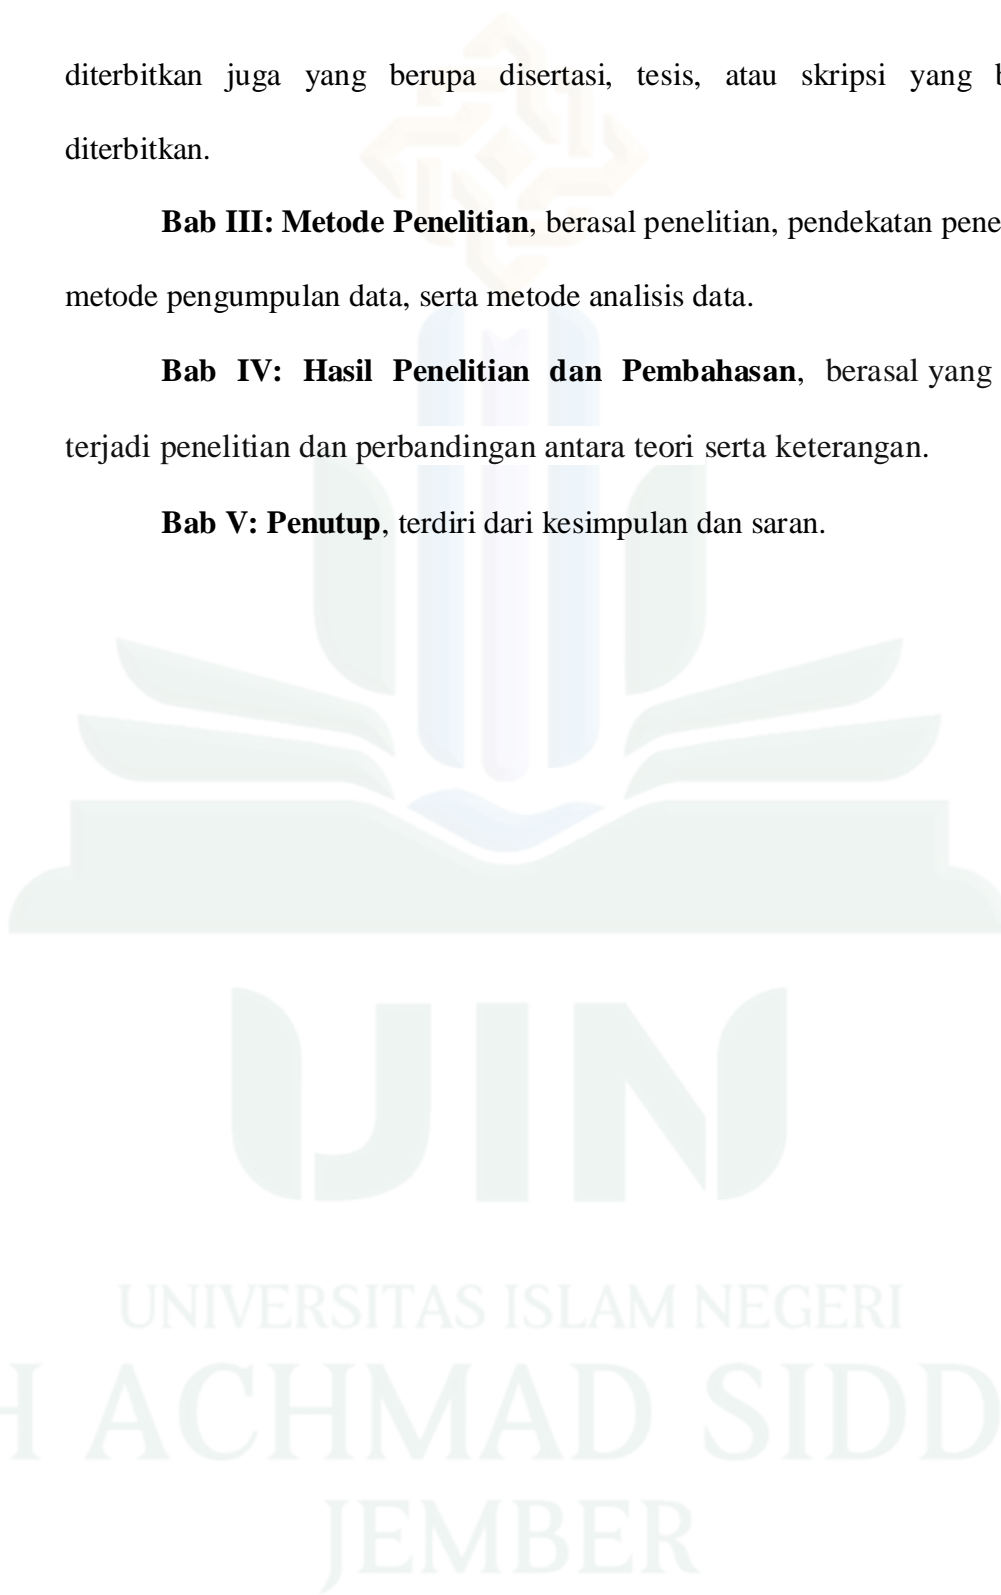 diterbitkan juga yang berupa disertasi, tesis, atau skripsi yang
diterbitkan.
Bab III: Metode Penelitian, berasal penelitian, pendekatan
metode pengumpulan data, serta metode analisis data.
Bab IV: Hasil Penelitian dan Pembahasan, berasal yang
terjadi penelitian dan perbandingan antara teori serta keterangan.
Bab V: Penutup, terdiri dari kesimpulan dan saran.
UIN
UNIVERSITAS ISLAM NEGERI
H ACHMAD SIDD
JEMBER